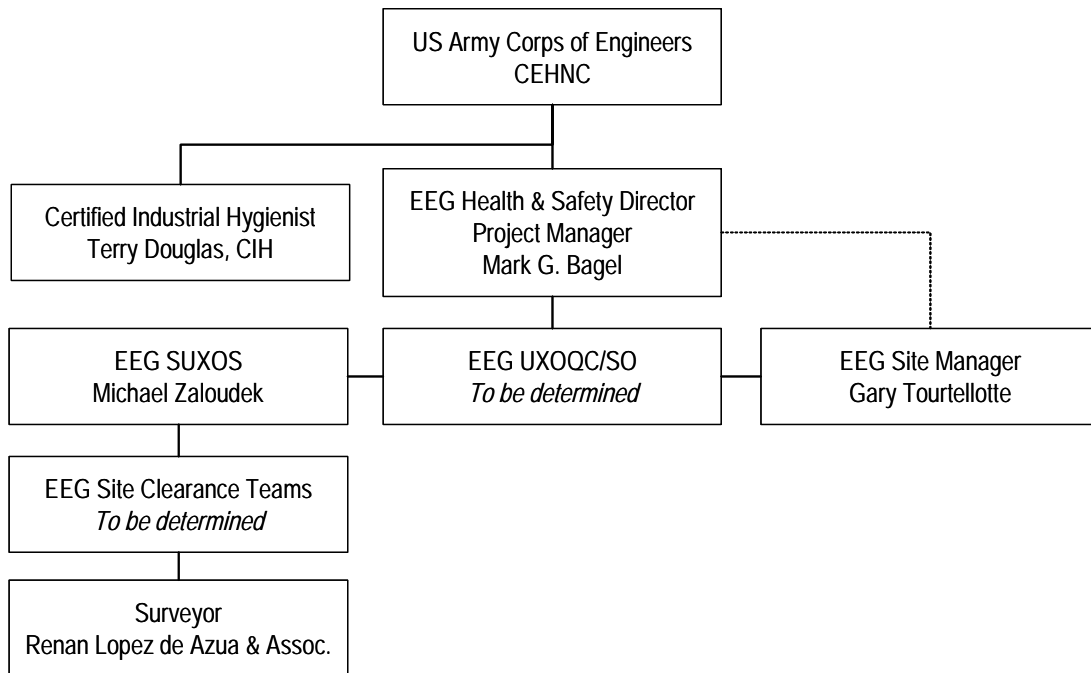 US Army Corps of Engineers
CEHNC
Certified Industrial Hygienist
Terry Douglas, CIH
EEG Health & Safety Director
Project Manager
Mark G. Bagel
EEG SUXOS
Michael Zaloudek
EEG UXOQC/SO
To be determined
EEG Site Manager
Gary Tourtellotte
EEG Site Clearance Teams
To be determined
Surveyor
Renan Lopez de Azua & Assoc.